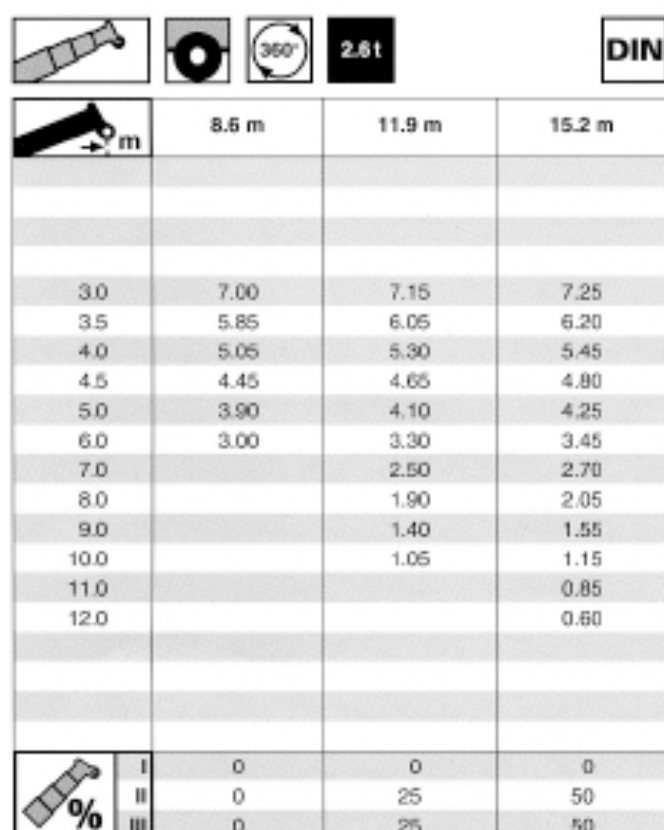 360° 2.6 t DIN
m 8.6 m 11.9 m 15.2 m
3.0 7.00 7.15 7.25
3.5 5.85 6.05 6.20
4.0 5.05 5.30 5.45
4.5 4.45 4.65 4.80
5.0 3.90 4.10 4.25
6.0 3.00 3.30 3.45
7.0 2.50 2.70
8.0 1.90 2.05
9.0 1.40 1.55
10.0 1.05 1.15
11.0 0.85
12.0 0.60
I 0 0 0
% II 0 25 50
III 0 25 50